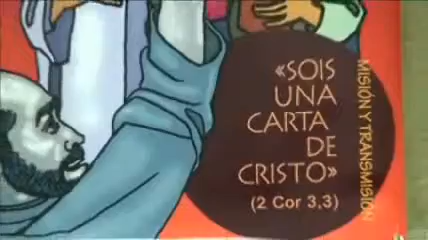 «SOIS
UNA
CARTA
DE
CRISTO»
(2 Cor 3,3)
MISIÓN Y TRANSMISIÓN